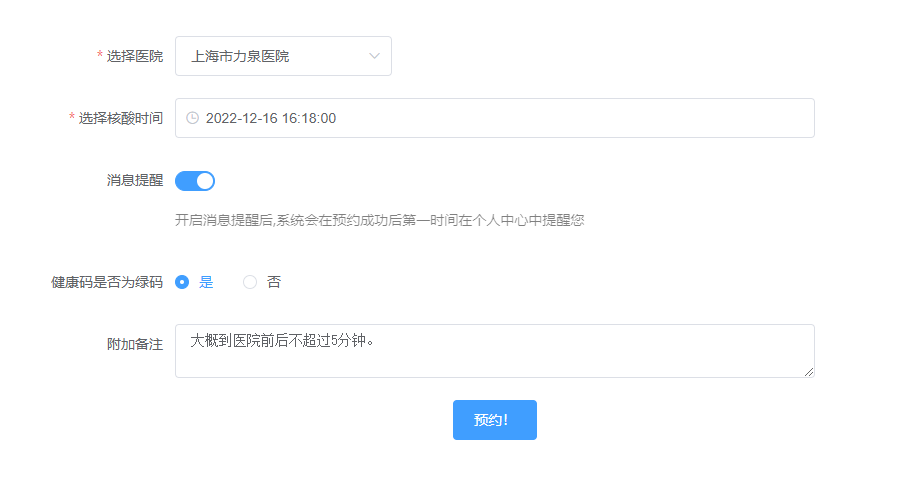 * 选择医院 上海市力泉医院
* 选择核酸时间 2022-12-16 16:18:00
消息提醒
开启消息提醒后,系统会在预约成功后第一时间在个人中心中提醒您
健康码是否为绿码 是 否
附加备注 大概到医院前后不超过5分钟。
预约!